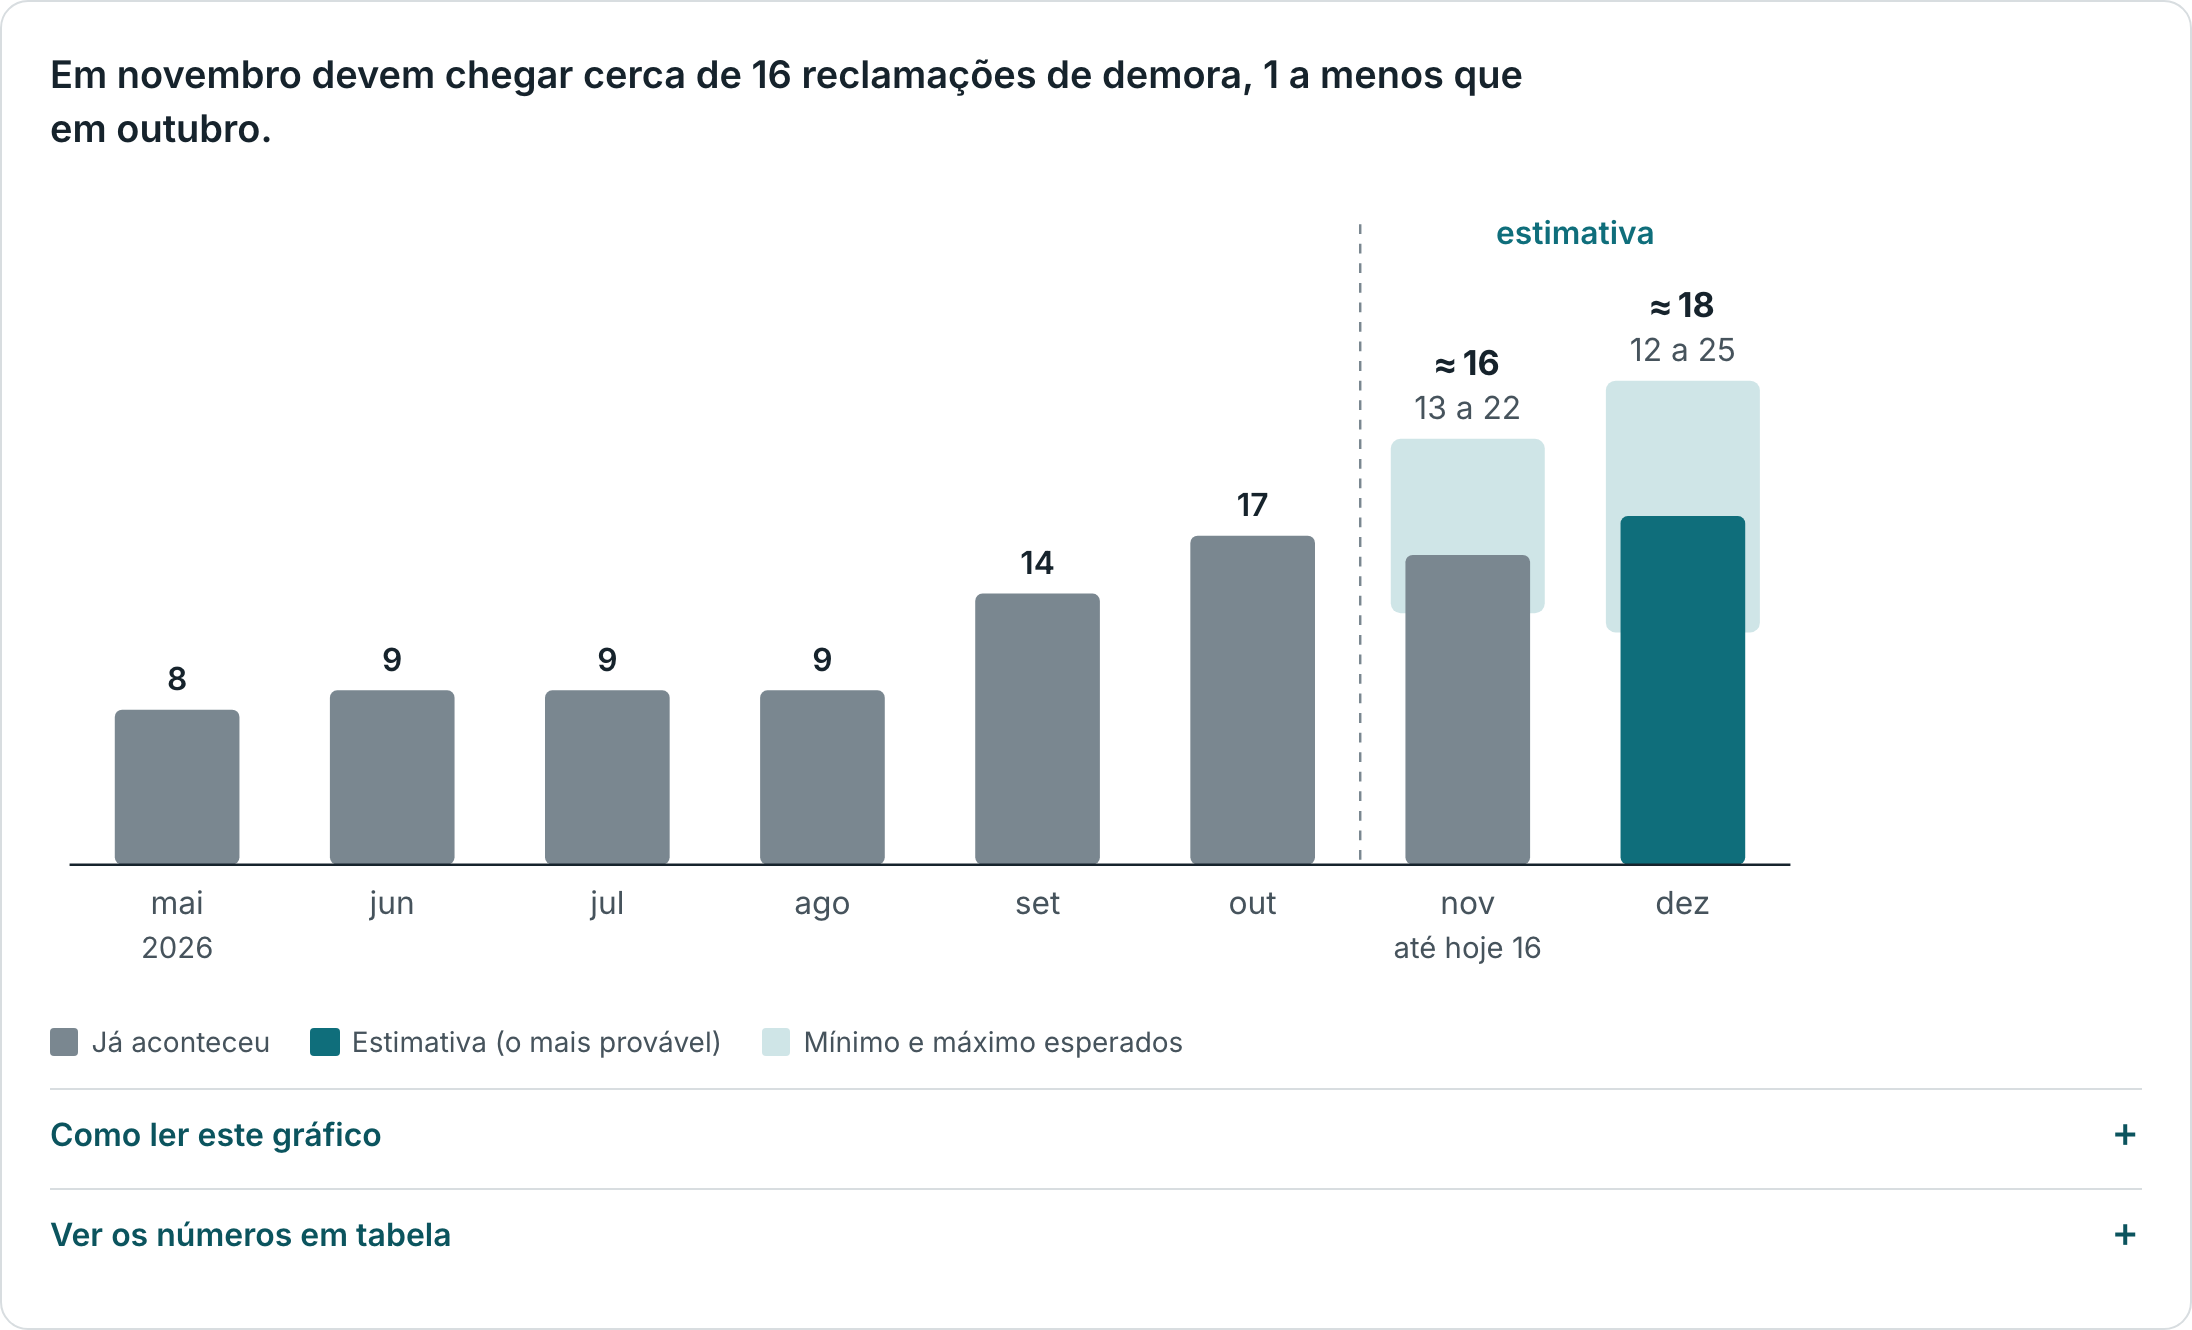 Em novembro devem chegar cerca de 16 reclamações de demora, 1 a menos que
em outubro.
estimativa
≈ 18
12 a 25
≈ 16
13 a 22
17
14
9
9
9
8
mai
jun
jul
ago
set
out
nov
dez
2026
até hoje 16
Já aconteceu
Estimativa (o mais provável)
Mínimo e máximo esperados
Como ler este gráfico
+
Ver os números em tabela
+